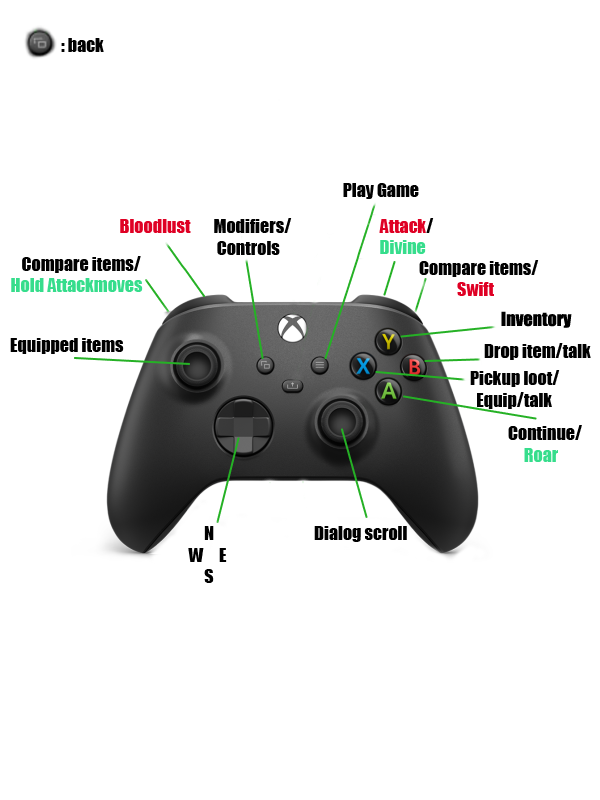 : back
Play Game
Bloodlust
Modifiers/
Controls
Attack/
Divine
Compare items/
Hold Attackmoves
Compare items/
Swift
Inventory
Equipped items
Drop item/talk
Y
X
B
A
Pickup loot/
Equip/talk
Continue/
Roar
N
W E
S
Dialog scroll